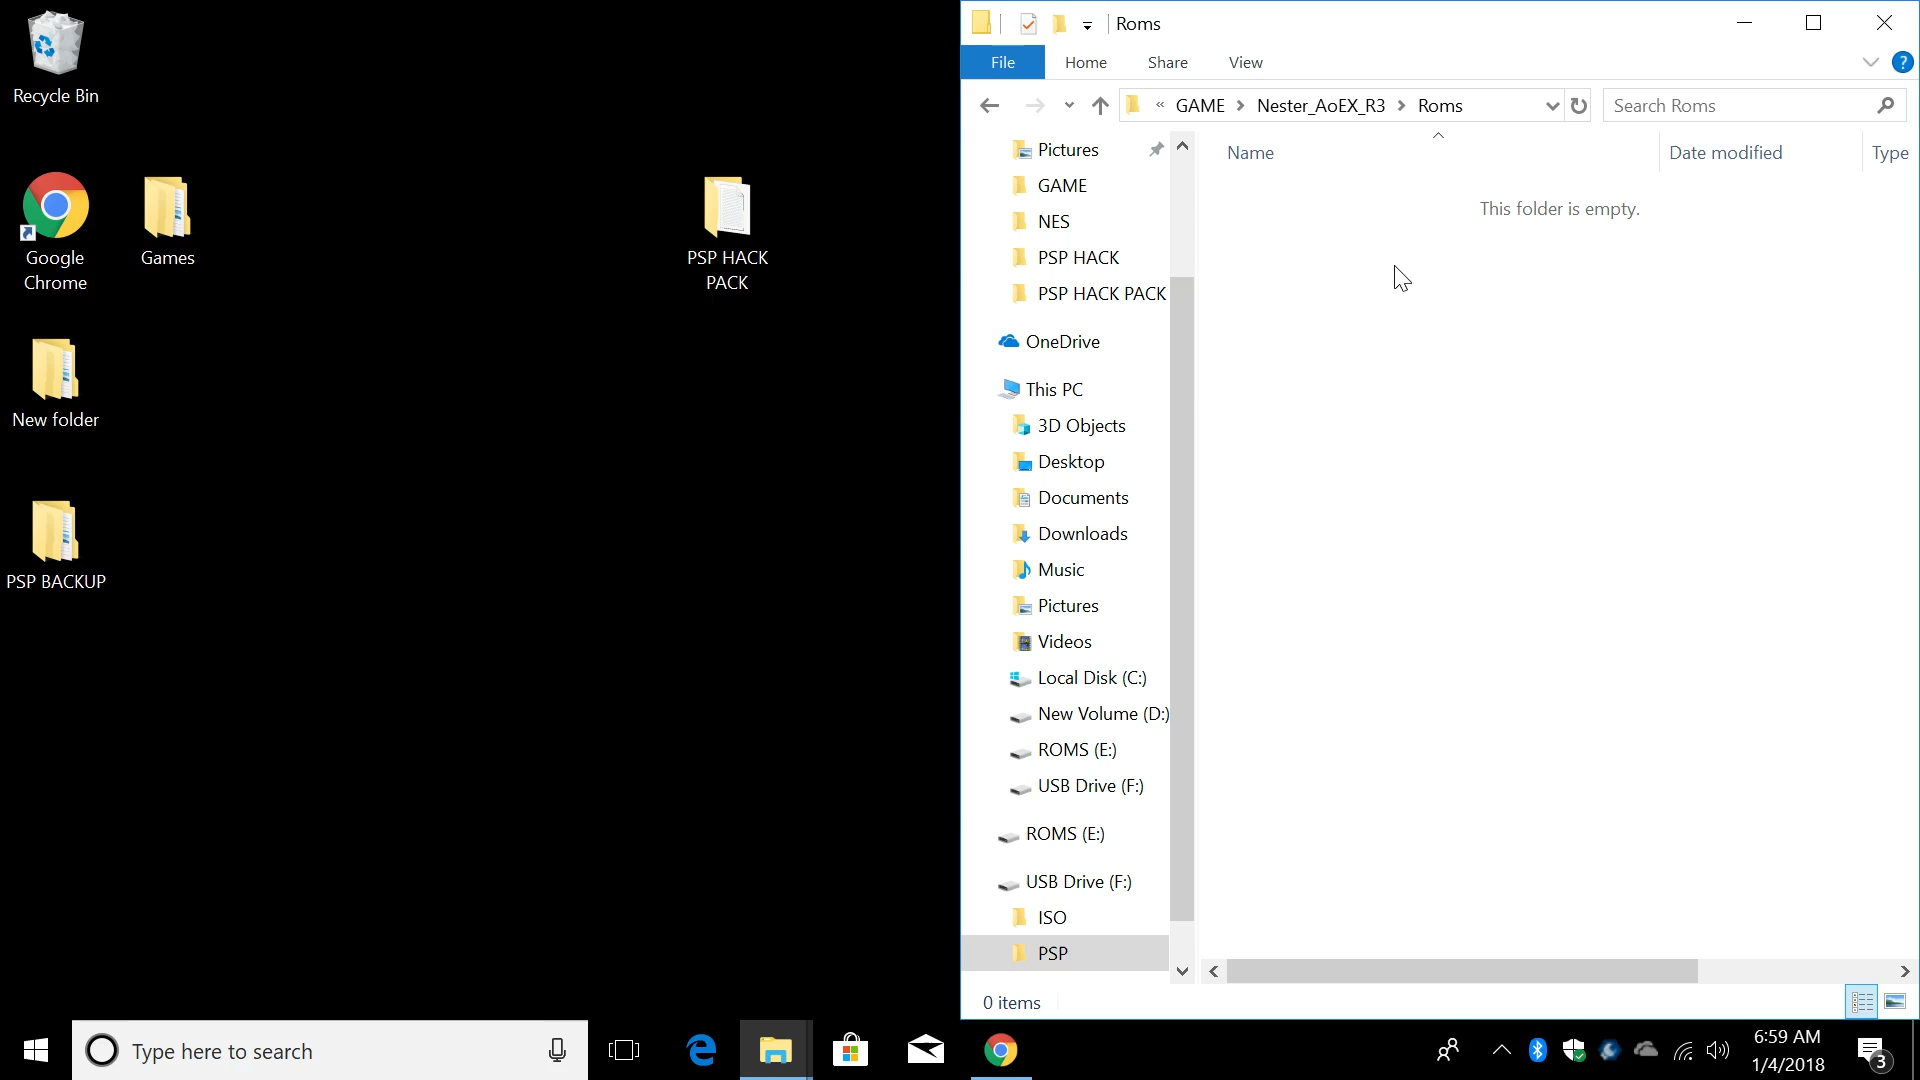 Recycle Bin
Google
Chrome
Games
PSP HACK
PACK
New folder
PSP BACKUP
Roms
File
Home
Share
View
?
« GAME > Nester_AoEX_R3 > Roms
Search Roms
Pictures
GAME
NES
PSP HACK
PSP HACK PACK
OneDrive
This PC
3D Objects
Desktop
Documents
Downloads
Music
Pictures
Videos
Local Disk (C:)
New Volume (D:)
ROMS (E:)
USB Drive (F:)
ROMS (E:)
USB Drive (F:)
ISO
PSP
Name
Date modified
Type
This folder is empty.
0 items
Type here to search
6:59 AM
1/4/2018
3